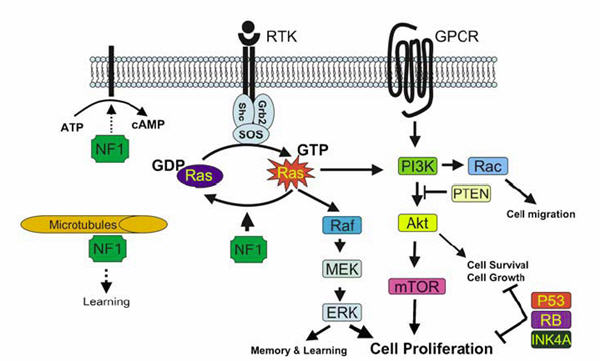 RTK
GPCR
Shc
Grb2
SOS
ATP
cAMP
NF1
GDP
GTP
Ras
Ras
PI3K
Rac
PTEN
Cell migration
Microtubules
NF1
NF1
Raf
Akt
Learning
MEK
mTOR
Cell Survival
Cell Growth
ERK
P53
RB
INK4A
Memory & Learning
Cell Proliferation